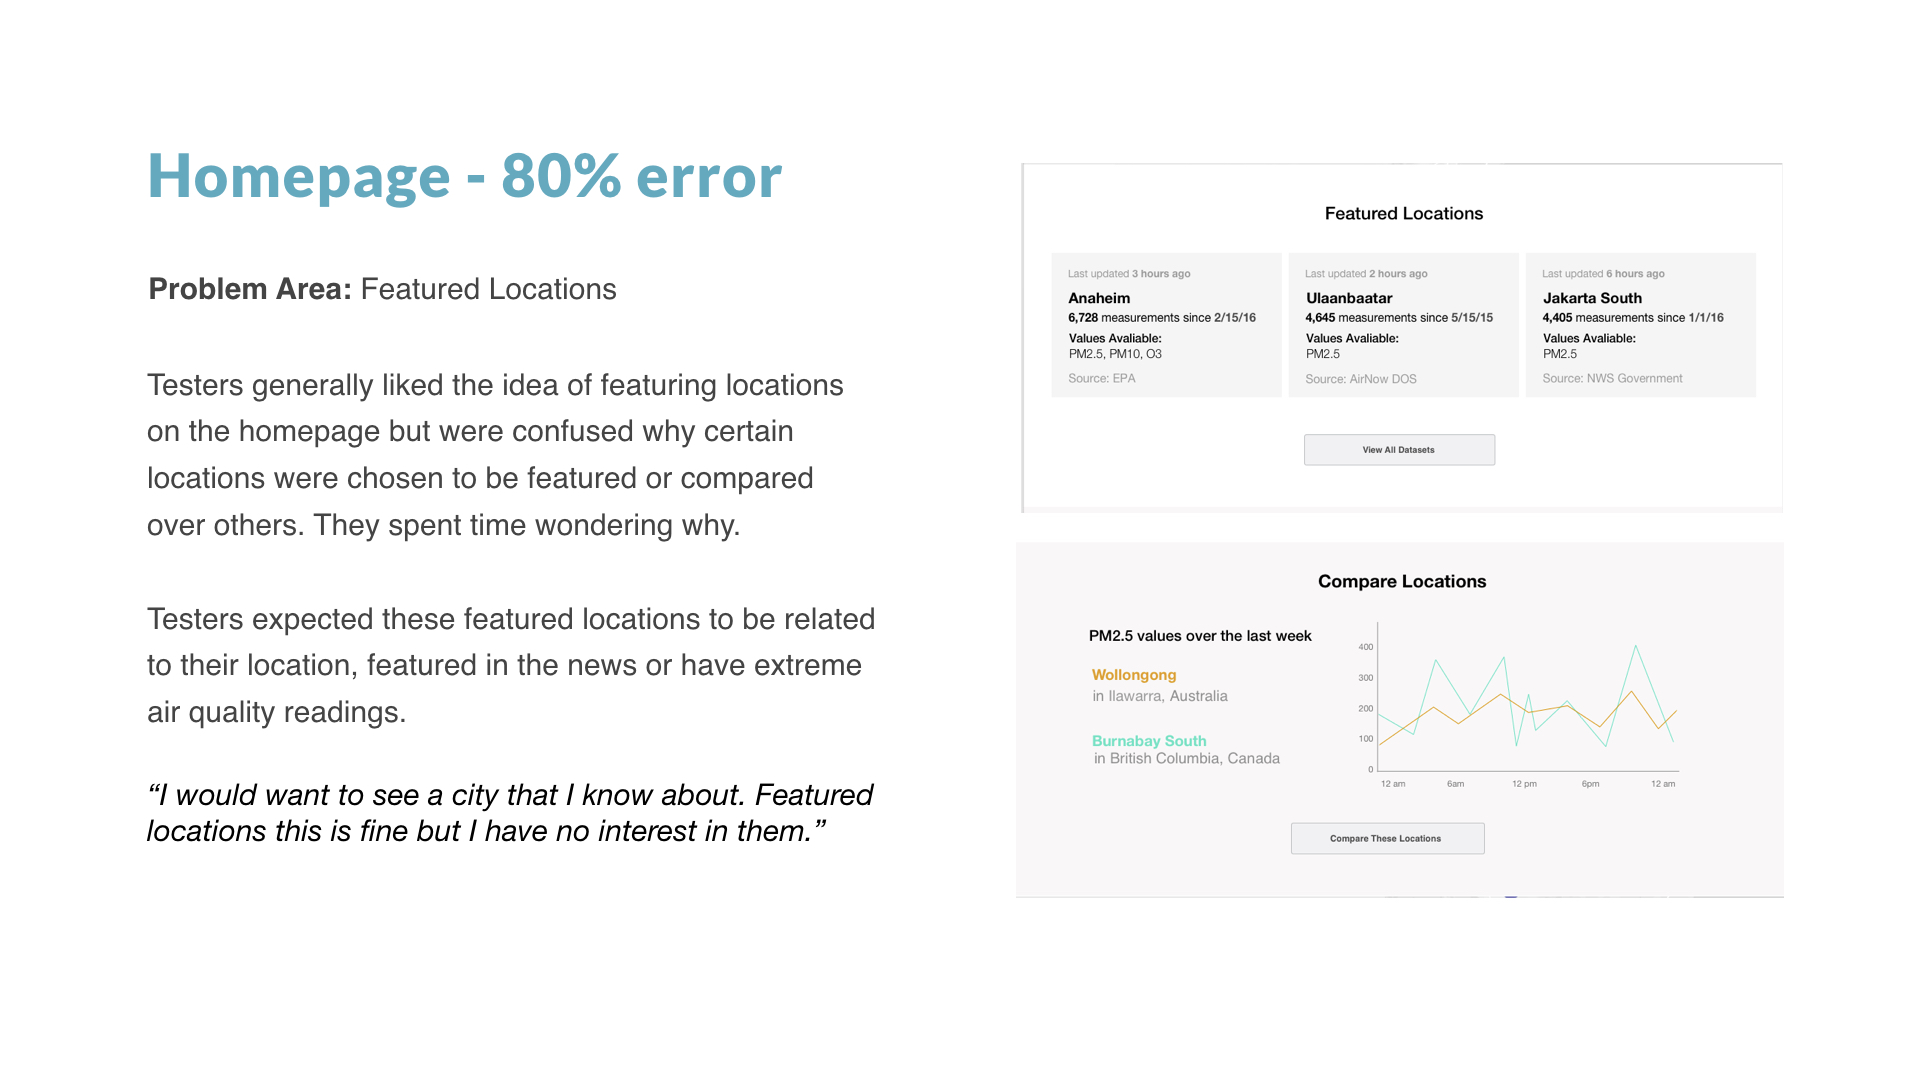 Homepage - 80% error
Problem Area: Featured Locations
Testers generally liked the idea of featuring locations
on the homepage but were confused why certain
locations were chosen to be featured or compared
over others. They spent time wondering why.
Testers expected these featured locations to be related
to their location, featured in the news or have extreme
air quality readings.
“I would want to see a city that I know about. Featured
locations this is fine but I have no interest in them.”
Featured Locations
Last updated 3 hours ago
Anaheim
6,728 measurements since 2/15/16
Values Avaliable:
PM2.5, PM10, O3
Source: EPA
Last updated 2 hours ago
Ulaanbaatar
4,645 measurements since 5/15/15
Values Avaliable:
PM2.5
Source: AirNow DOS
Last updated 6 hours ago
Jakarta South
4,405 measurements since 1/1/16
Values Avaliable:
PM2.5
Source: NWS Government
View All Datasets
Compare Locations
PM2.5 values over the last week
Wollongong
in Ilawarra, Australia
Burnabay South
in British Columbia, Canada
400
300
200
100
0
12 am 6am 12 pm 6pm 12 am
Compare These Locations